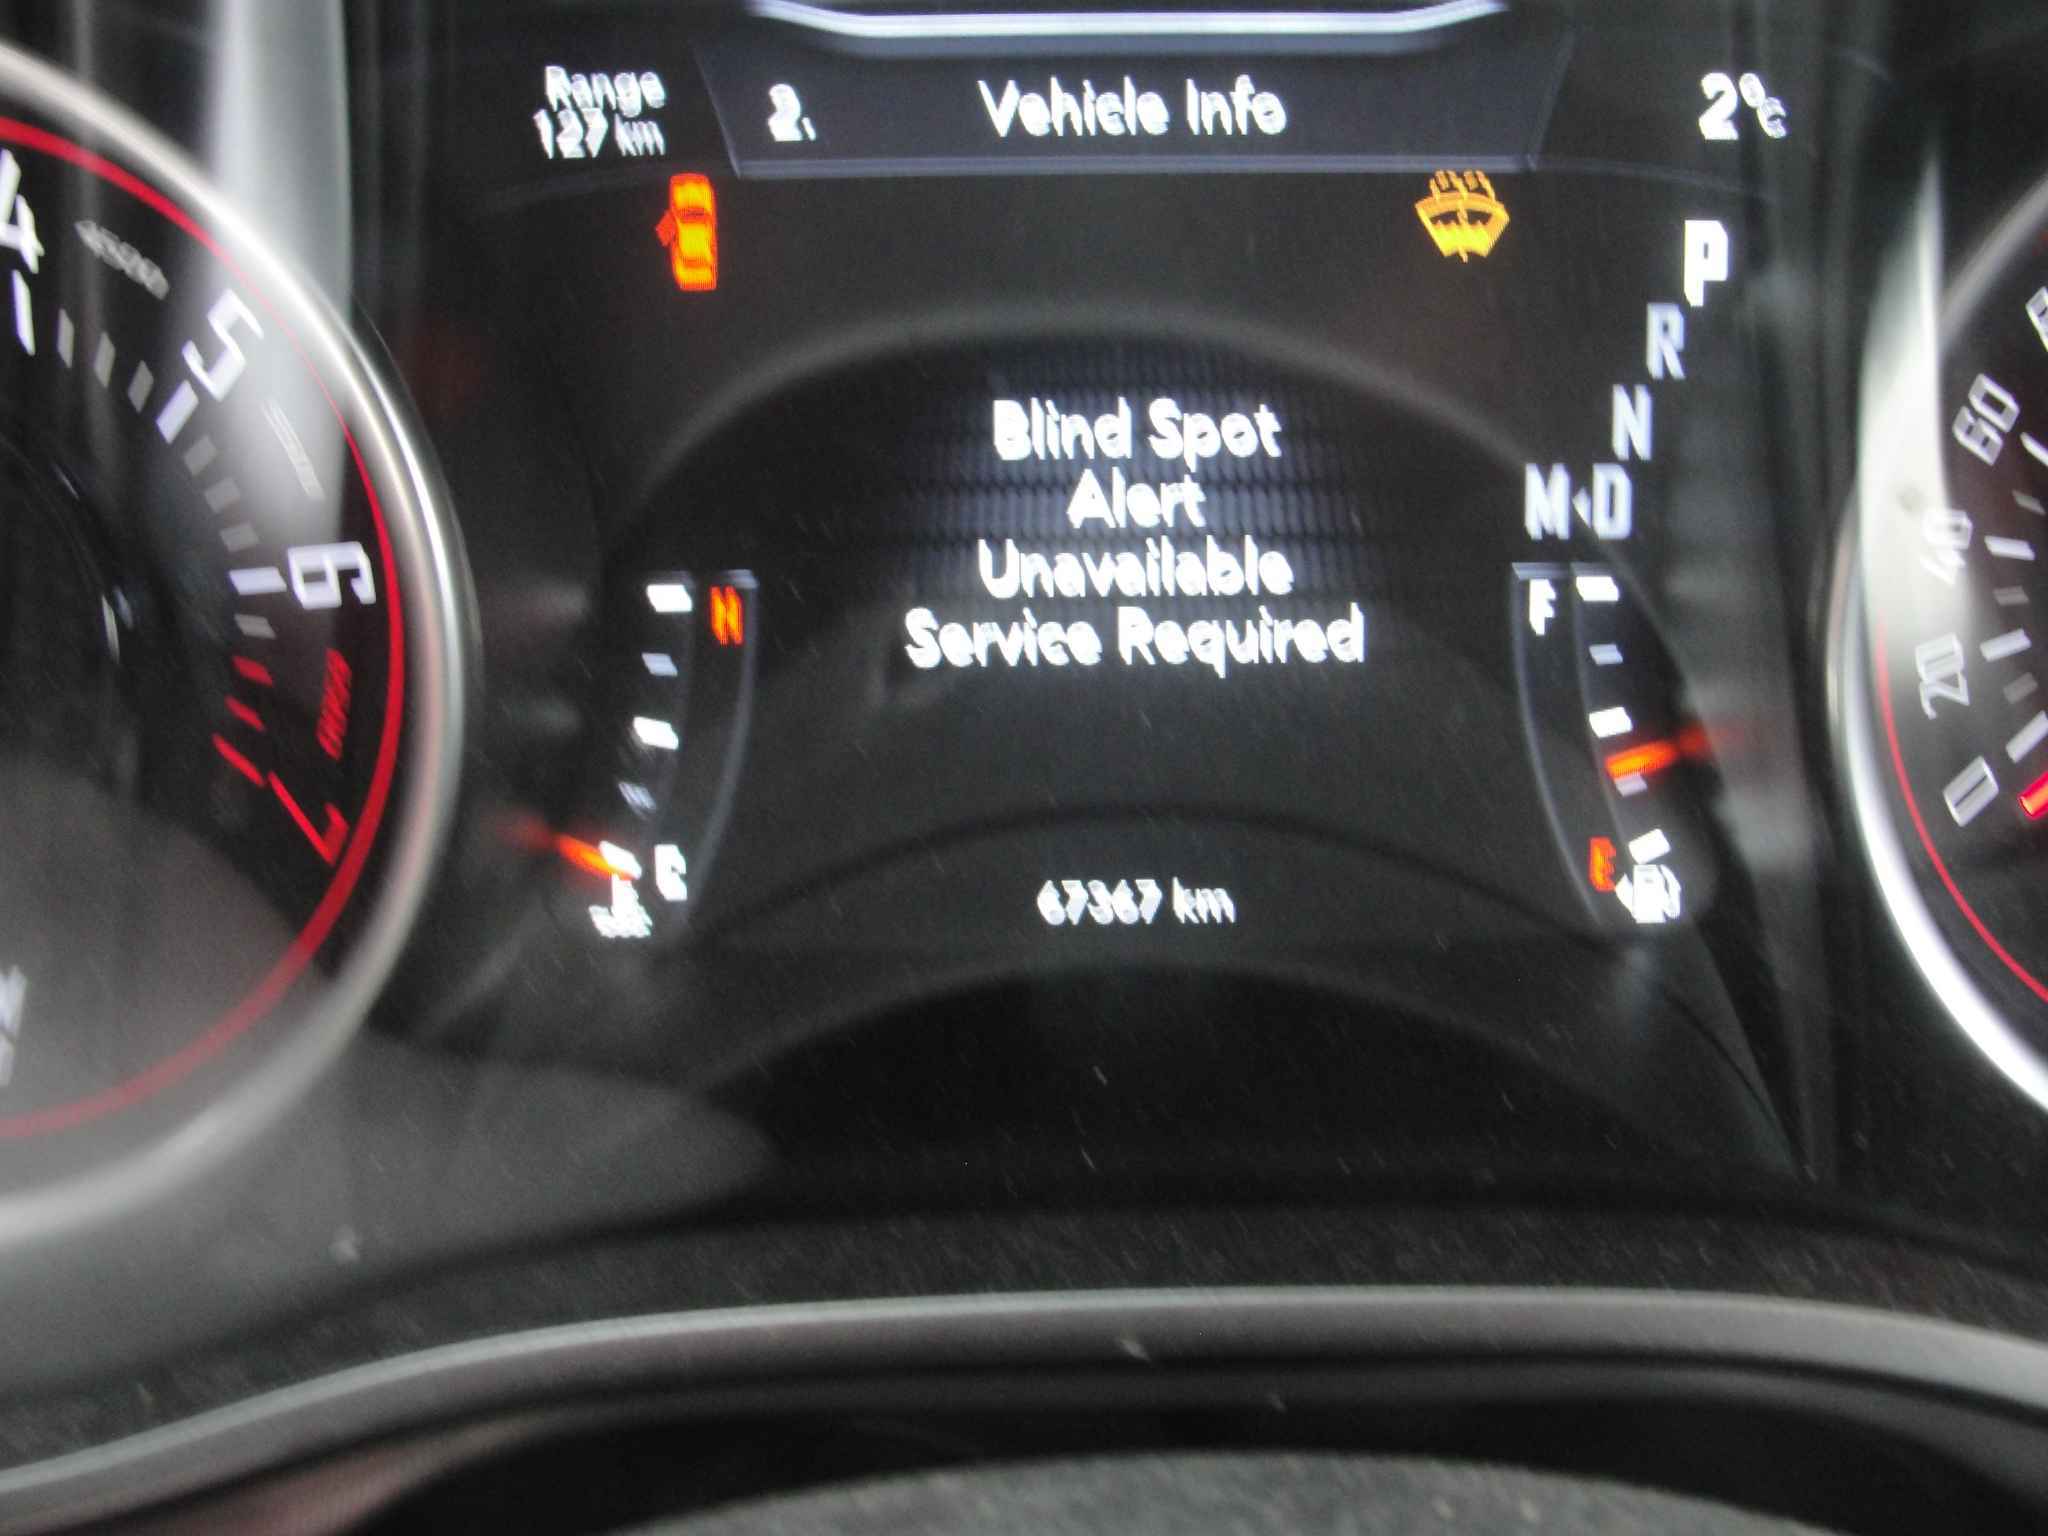 Range
127 km
Vehicle Info
2°C
4
5
6
7
P
R
N
M D
Blind Spot
Alert
Unavailable
Service Required
H
F
C
E
67367 km
60
40
20
0